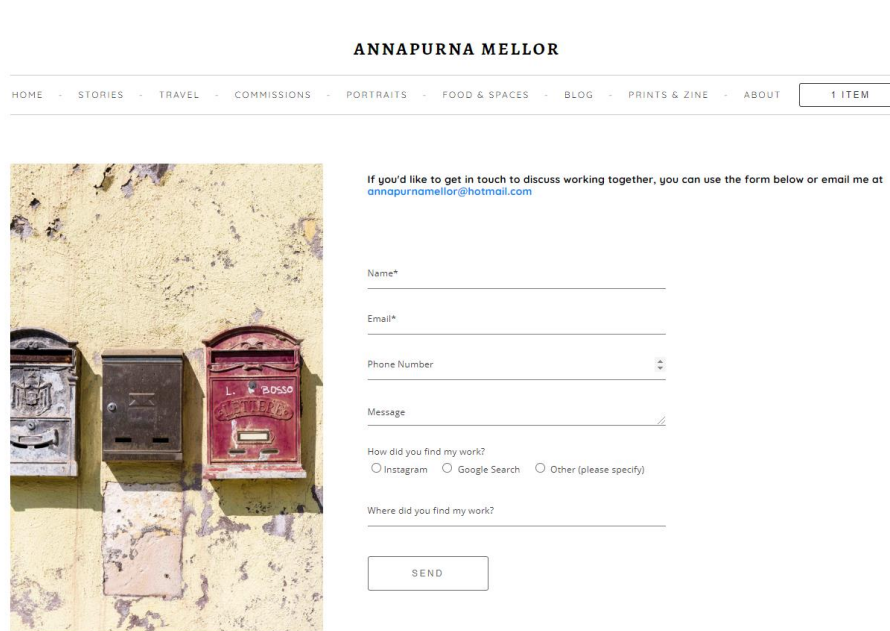 ANNAPURNA MELLOR
HOME - STORIES - TRAVEL - COMMISSIONS - PORTRAITS - FOOD & SPACES - BLOG - PRINTS & ZINE - ABOUT 1 ITEM
If you'd like to get in touch to discuss working together, you can use the form below or email me at
annapurnamellor@hotmail.com
Name*
Email*
Phone Number
L. BOSSO
LETTERE
Message
How did you find my work?
Instagram Google Search Other (please specify)
Where did you find my work?
SEND